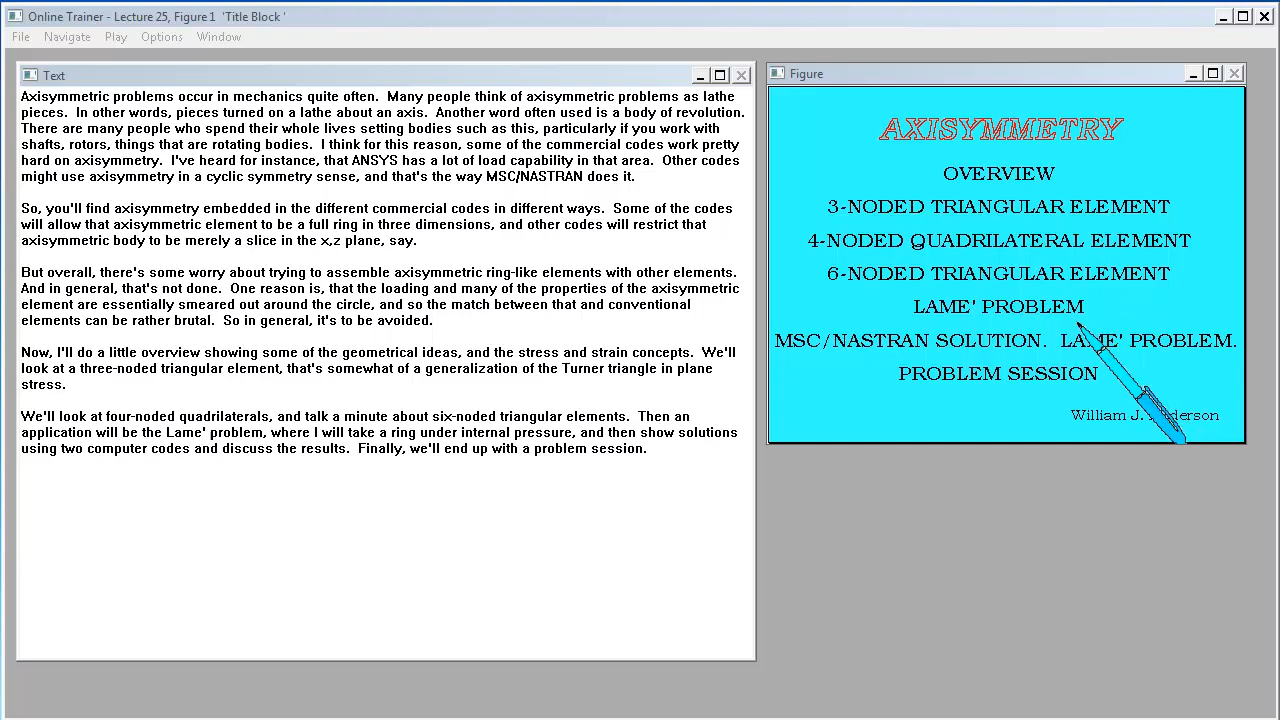 Online Trainer - Lecture 25, Figure 1 'Title Block '
File Navigate Play Options Window
Text
Axisymmetric problems occur in mechanics quite often. Many people think of axisymmetric problems as lathe
pieces. In other words, pieces turned on a lathe about an axis. Another word often used is a body of revolution.
There are many people who spend their whole lives setting bodies such as this, particularly if you work with
shafts, rotors, things that are rotating bodies. I think for this reason, some of the commercial codes work pretty
hard on axisymmetry. I've heard for instance, that ANSYS has a lot of load capability in that area. Other codes
might use axisymmetry in a cyclic symmetry sense, and that's the way MSC/NASTRAN does it.
So, you'll find axisymmetry embedded in the different commercial codes in different ways. Some of the codes
will allow that axisymmetric element to be a full ring in three dimensions, and other codes will restrict that
axisymmetric body to be merely a slice in the x,z plane, say.
But overall, there's some worry about trying to assemble axisymmetric ring-like elements with other elements.
And in general, that's not done. One reason is, that the loading and many of the properties of the axisymmetric
element are essentially smeared out around the circle, and so the match between that and conventional
elements can be rather brutal. So in general, it's to be avoided.
Now, I'll do a little overview showing some of the geometrical ideas, and the stress and strain concepts. We'll
look at a three-noded triangular element, that's somewhat of a generalization of the Turner triangle in plane
stress.
We'll look at four-noded quadrilaterals, and talk a minute about six-noded triangular elements. Then an
application will be the Lame' problem, where I will take a ring under internal pressure, and then show solutions
using two computer codes and discuss the results. Finally, we'll end up with a problem session.
Figure
AXISYMMETRY
OVERVIEW
3-NODED TRIANGULAR ELEMENT
4-NODED QUADRILATERAL ELEMENT
6-NODED TRIANGULAR ELEMENT
LAME' PROBLEM
MSC/NASTRAN SOLUTION. LAME' PROBLEM.
PROBLEM SESSION
William J.